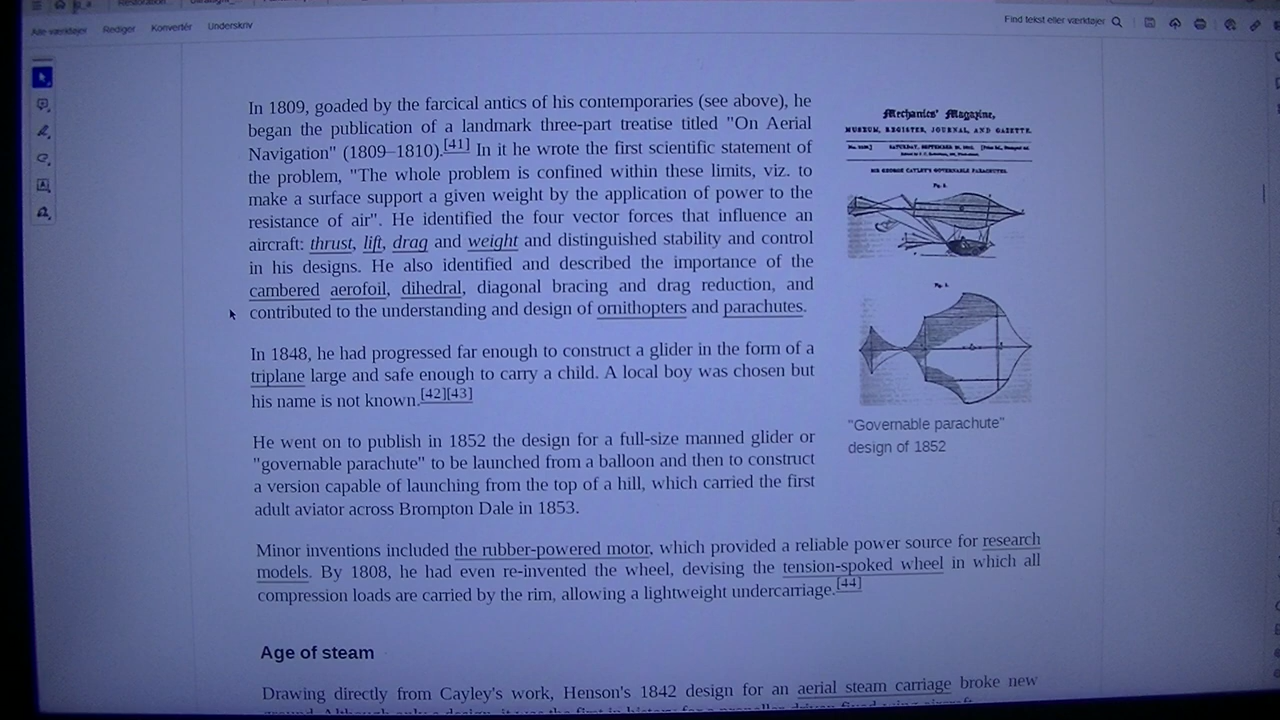 Alle værktøjer Rediger Konvertér Underskriv
Find tekst eller værktøjer
In 1809, goaded by the farcical antics of his contemporaries (see above), he
began the publication of a landmark three-part treatise titled "On Aerial
Navigation" (1809–1810).[41] In it he wrote the first scientific statement of
the problem, "The whole problem is confined within these limits, viz. to
make a surface support a given weight by the application of power to the
resistance of air". He identified the four vector forces that influence an
aircraft: thrust, lift, drag and weight and distinguished stability and control
in his designs. He also identified and described the importance of the
cambered aerofoil, dihedral, diagonal bracing and drag reduction, and
contributed to the understanding and design of ornithopters and parachutes.
Mechanics' Magazine,
MUSEUM, REGISTER, JOURNAL, AND GAZETTE.
SIR GEORGE CAYLEY'S GOVERNABLE PARACHUTES.
"Governable parachute"
design of 1852
In 1848, he had progressed far enough to construct a glider in the form of a
triplane large and safe enough to carry a child. A local boy was chosen but
his name is not known.[42][43]
He went on to publish in 1852 the design for a full-size manned glider or
"governable parachute" to be launched from a balloon and then to construct
a version capable of launching from the top of a hill, which carried the first
adult aviator across Brompton Dale in 1853.
Minor inventions included the rubber-powered motor, which provided a reliable power source for research
models. By 1808, he had even re-invented the wheel, devising the tension-spoked wheel in which all
compression loads are carried by the rim, allowing a lightweight undercarriage.[44]
Age of steam
Drawing directly from Cayley's work, Henson's 1842 design for an aerial steam carriage broke new